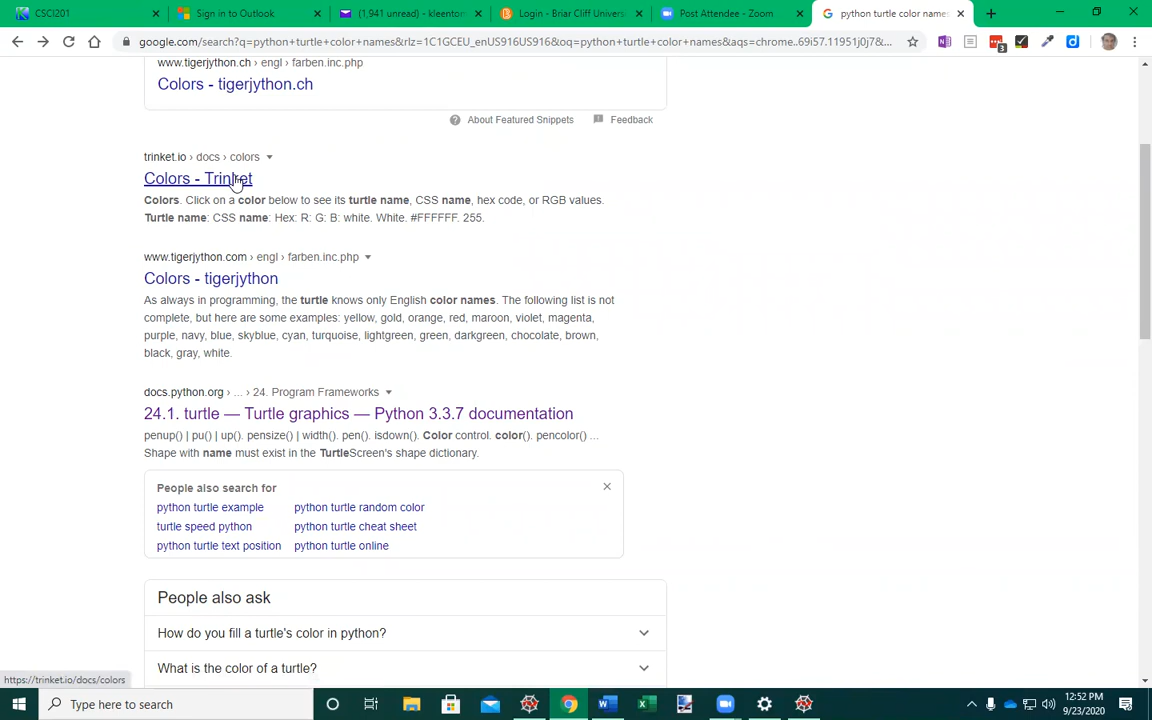 CSCI201
Sign in to Outlook
(1,941 unread) - kleentom
Login - Briar Cliff Univers
Post Attendee - Zoom
python turtle color names
google.com/search?q=python+turtle+color+names&rlz=1C1GCEU_enUS916US916&oq=python+turtle+color+names&aqs=chrome..69i57.11951j0j7&...
3
www.tigerjython.ch › engl › farben.inc.php
Colors - tigerjython.ch
About Featured Snippets
Feedback
trinket.io › docs › colors
Colors - Trinket
Colors. Click on a color below to see its turtle name, CSS name, hex code, or RGB values.
Turtle name: CSS name: Hex: R: G: B: white. White. #FFFFFF. 255.
www.tigerjython.com › engl › farben.inc.php
Colors - tigerjython
As always in programming, the turtle knows only English color names. The following list is not
complete, but here are some examples: yellow, gold, orange, red, maroon, violet, magenta,
purple, navy, blue, skyblue, cyan, turquoise, lightgreen, green, darkgreen, chocolate, brown,
black, gray, white.
docs.python.org › ... › 24. Program Frameworks
24.1. turtle — Turtle graphics — Python 3.3.7 documentation
penup() | pu() | up(). pensize() | width(). pen(). isdown(). Color control. color(). pencolor() ...
Shape with name must exist in the TurtleScreen's shape dictionary.
People also search for
python turtle example
python turtle random color
turtle speed python
python turtle cheat sheet
python turtle text position
python turtle online
People also ask
How do you fill a turtle's color in python?
What is the color of a turtle?
https://trinket.io/docs/colors
Type here to search
12:52 PM
9/23/2020